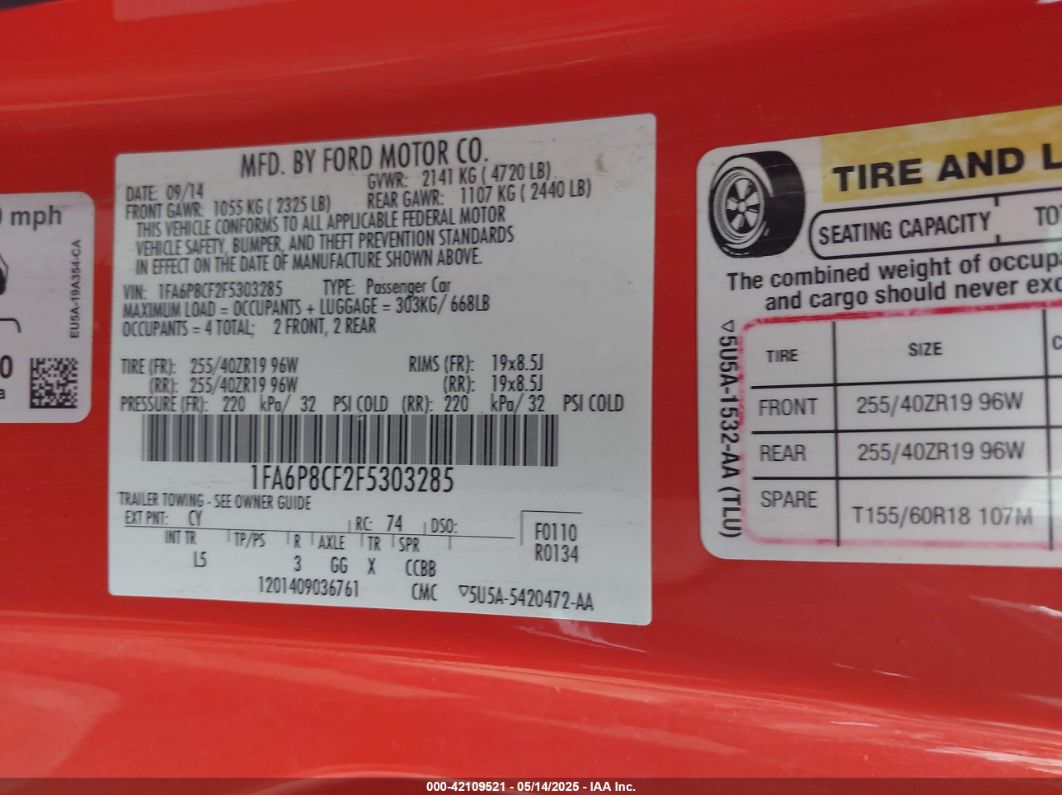 MFD. BY FORD MOTOR CO.
DATE: 09/14 GVWR: 2141 KG ( 4720 LB)
FRONT GAWR: 1055 KG ( 2325 LB) REAR GAWR: 1107 KG ( 2440 LB)
THIS VEHICLE CONFORMS TO ALL APPLICABLE FEDERAL MOTOR
VEHICLE SAFETY, BUMPER, AND THEFT PREVENTION STANDARDS
IN EFFECT ON THE DATE OF MANUFACTURE SHOWN ABOVE.
VIN: 1FA6P8CF2F5303285 TYPE: Passenger Car
MAXIMUM LOAD = OCCUPANTS + LUGGAGE = 303KG/ 668LB
OCCUPANTS = 4 TOTAL; 2 FRONT, 2 REAR
TIRE (FR): 255/40ZR19 96W RIMS (FR): 19x8.5J
(RR): 255/40ZR19 96W (RR): 19x8.5J
PRESSURE (FR): 220 kPa/ 32 PSI COLD (RR): 220 kPa/ 32 PSI COLD
1FA6P8CF2F5303285
TRAILER TOWING - SEE OWNER GUIDE
EXT PNT: CY RC: 74 DSO:
INT TR TP/PS R AXLE TR SPR
L5 3 GG X CCBB
F0110
R0134
1201409036761 CMC ▽5U5A-5420472-AA
mph
EU5A-19A354-CA
0
a
TIRE AND L
SEATING CAPACITY TO
The combined weight of occupa
and cargo should never exc
▽5U5A-1532-AA (TLU)
TIRE SIZE C
FRONT 255/40ZR19 96W
REAR 255/40ZR19 96W
SPARE T155/60R18 107M
000-42109521 - 05/14/2025 - IAA Inc.